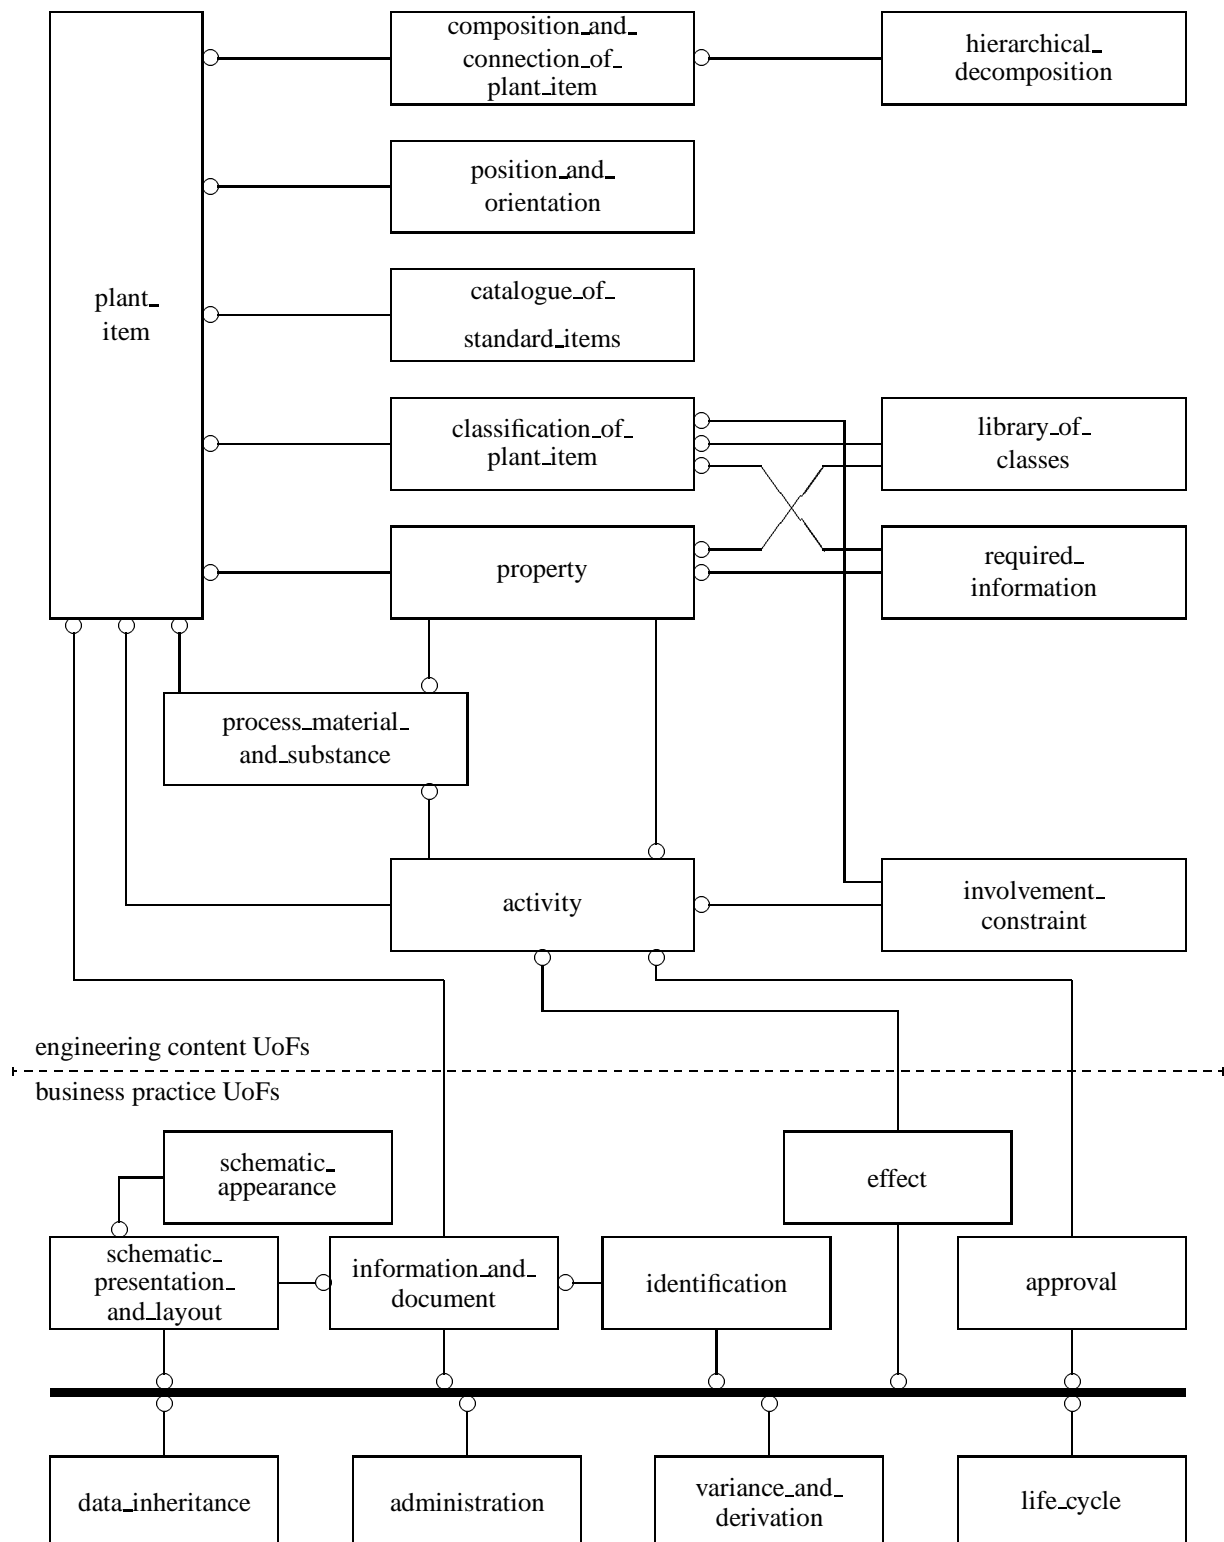 composition_and_
connection_of_
plant_item
hierarchical_
decomposition
position_and_
orientation
plant_
item
catalogue_of_
standard_items
classification_of_
plant_item
library_of_
classes
property
required_
information
process_material_
and_substance
activity
involvement_
constraint
engineering content UoFs
business practice UoFs
schematic_
appearance
effect
schematic_
presentation_
and_layout
information_and_
document
identification
approval
data_inheritance
administration
variance_and_
derivation
life_cycle